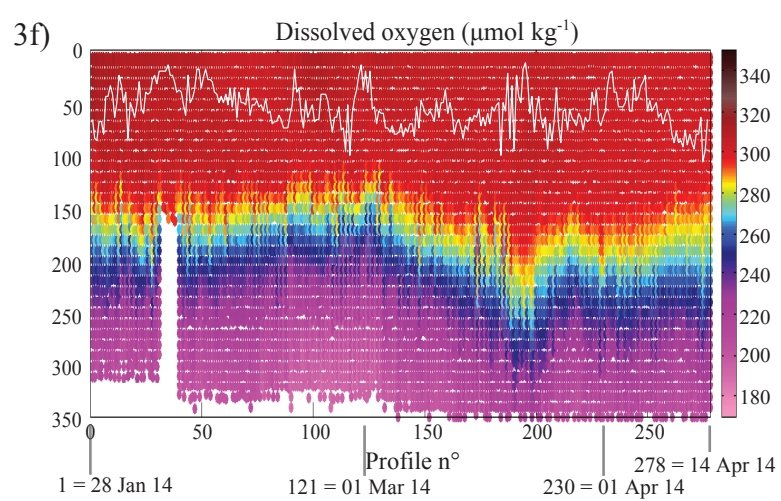 3f)
Dissolved oxygen (μmol kg-1)
0
50
100
150
200
250
300
350
340
320
300
280
260
240
220
200
180
0 50 100 150 200 250
Profile n°
1 = 28 Jan 14
121 = 01 Mar 14
230 = 01 Apr 14
278 = 14 Apr 14